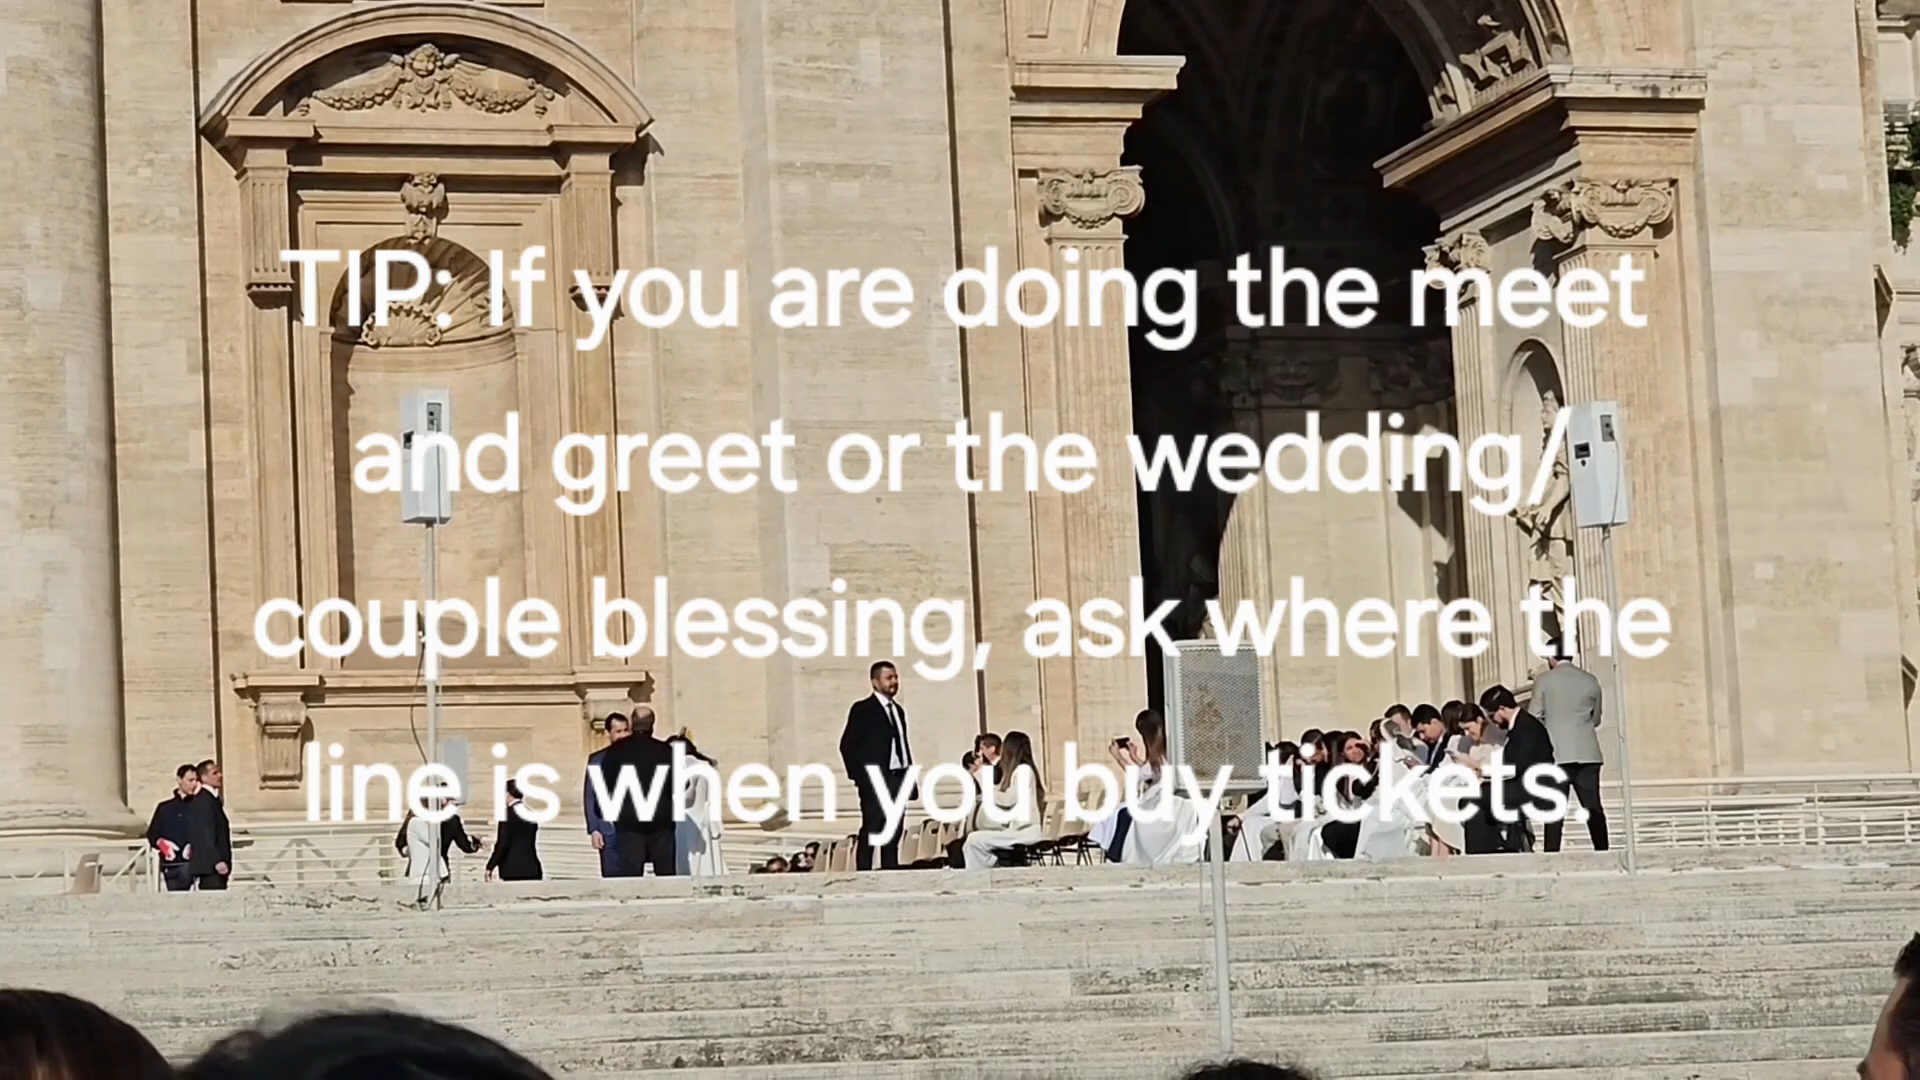 TIP: If you are doing the meet
and greet or the wedding/
couple blessing, ask where the
line is when you buy tickets.